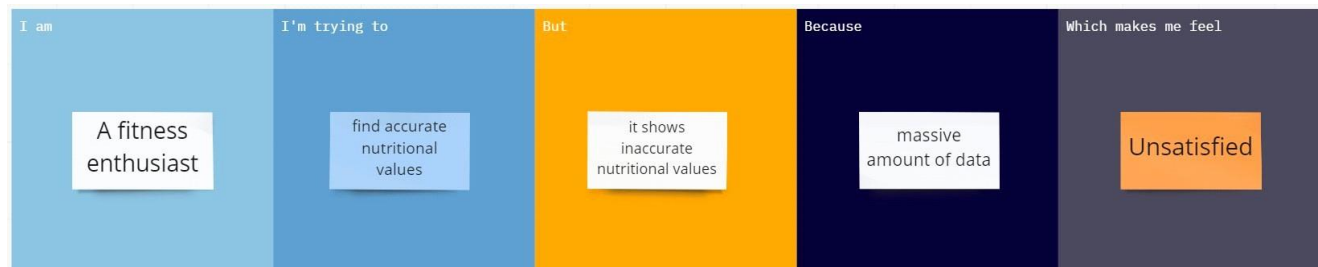 I am
A fitness
enthusiast
I'm trying to
find accurate
nutritional
values
But
it shows
inaccurate
nutritional values
Because
massive
amount of data
Which makes me feel
Unsatisfied